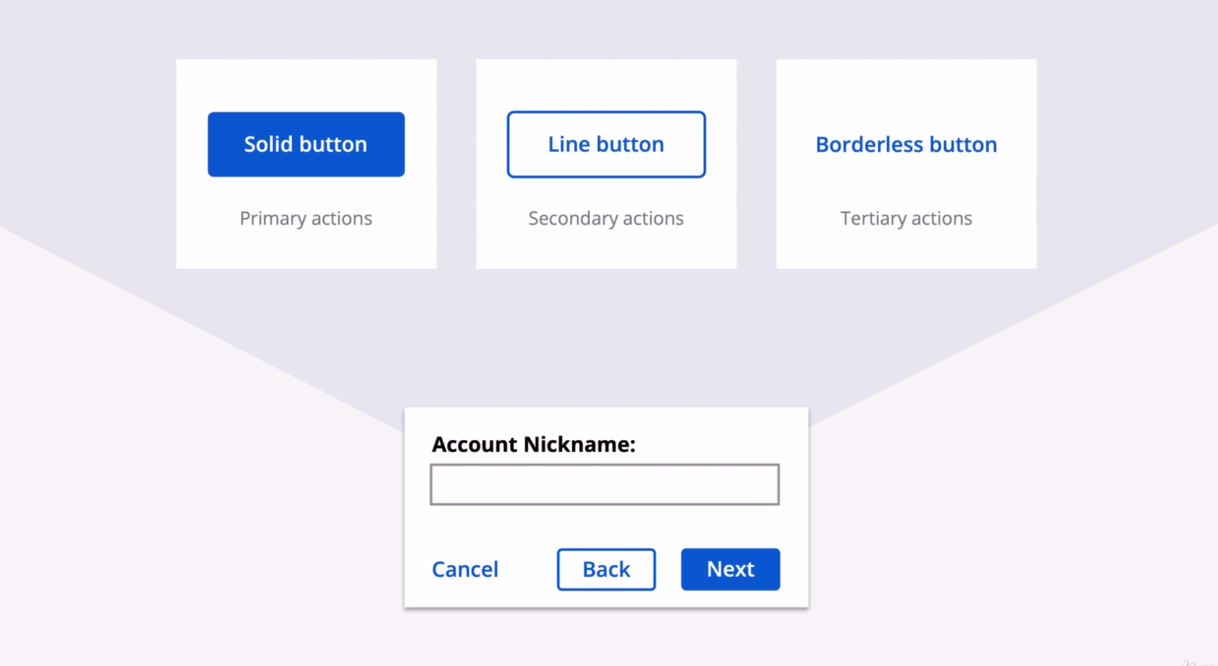 Solid button
Line button
Borderless button
Primary actions
Secondary actions
Tertiary actions
Account Nickname:
Cancel
Back
Next